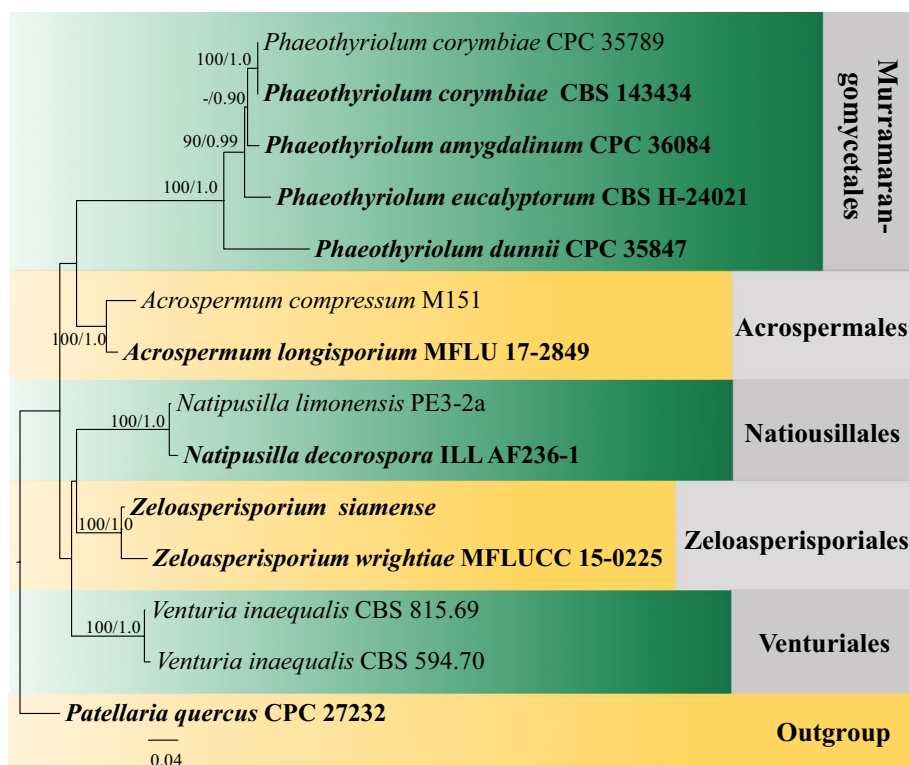 Phaeothyriolum corymbiae CPC 35789
100/1.0
Phaeothyriolum corymbiae CBS 143434
-/0.90
Phaeothyriolum amygdalinum CPC 36084
90/0.99
Phaeothyriolum eucalyptorum CBS H-24021
100/1.0
Phaeothyriolum dunnii CPC 35847
Murramaran-
gomycetales
Acrospermum compressum M151
100/1.0
Acrospermum longisporium MFLU 17-2849
Acrospermales
Natipusilla limonensis PE3-2a
100/1.0
Natipusilla decorospora ILL AF236-1
Natiousillales
Zeloasperisporium siamense
100/1.0
Zeloasperisporium wrightiae MFLUCC 15-0225
Zeloasperisporiales
Venturia inaequalis CBS 815.69
100/1.0
Venturia inaequalis CBS 594.70
Venturiales
Patellaria quercus CPC 27232
Outgroup
0.04